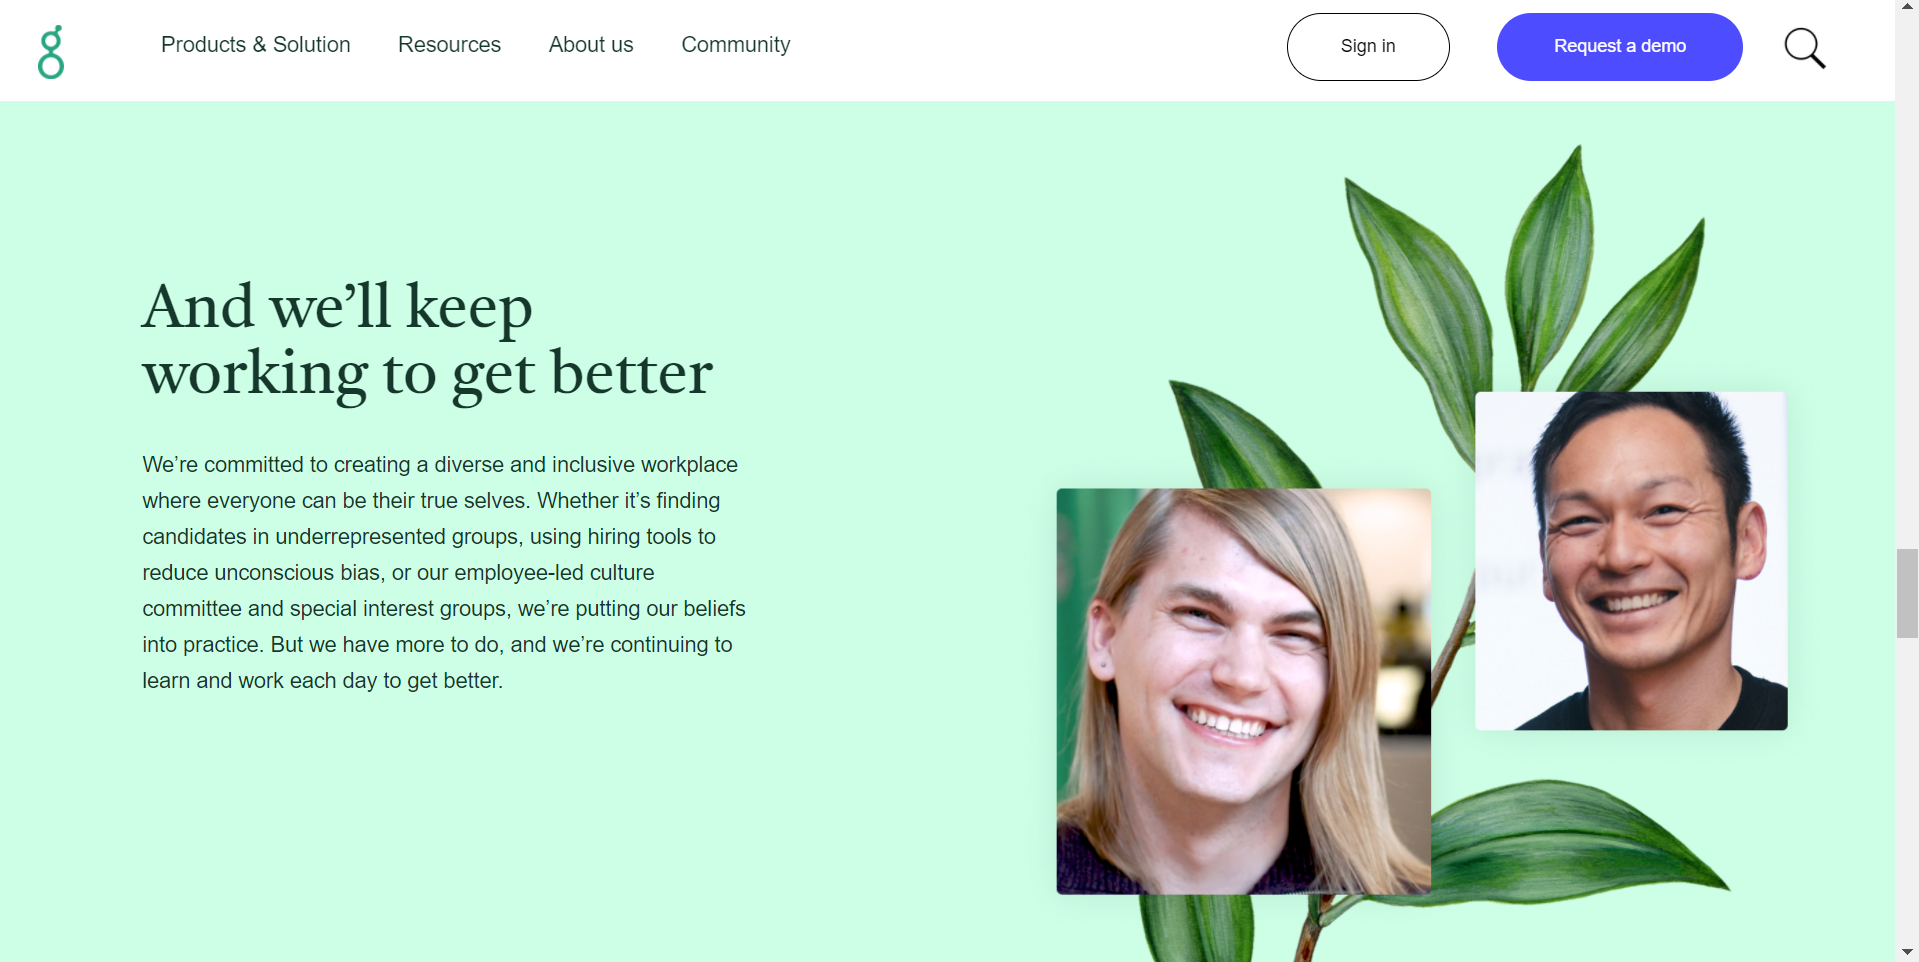 Products & Solution
Resources
About us
Community
Sign in
Request a demo
And we’ll keep
working to get better
We’re committed to creating a diverse and inclusive workplace
where everyone can be their true selves. Whether it’s finding
candidates in underrepresented groups, using hiring tools to
reduce unconscious bias, or our employee-led culture
committee and special interest groups, we’re putting our beliefs
into practice. But we have more to do, and we’re continuing to
learn and work each day to get better.